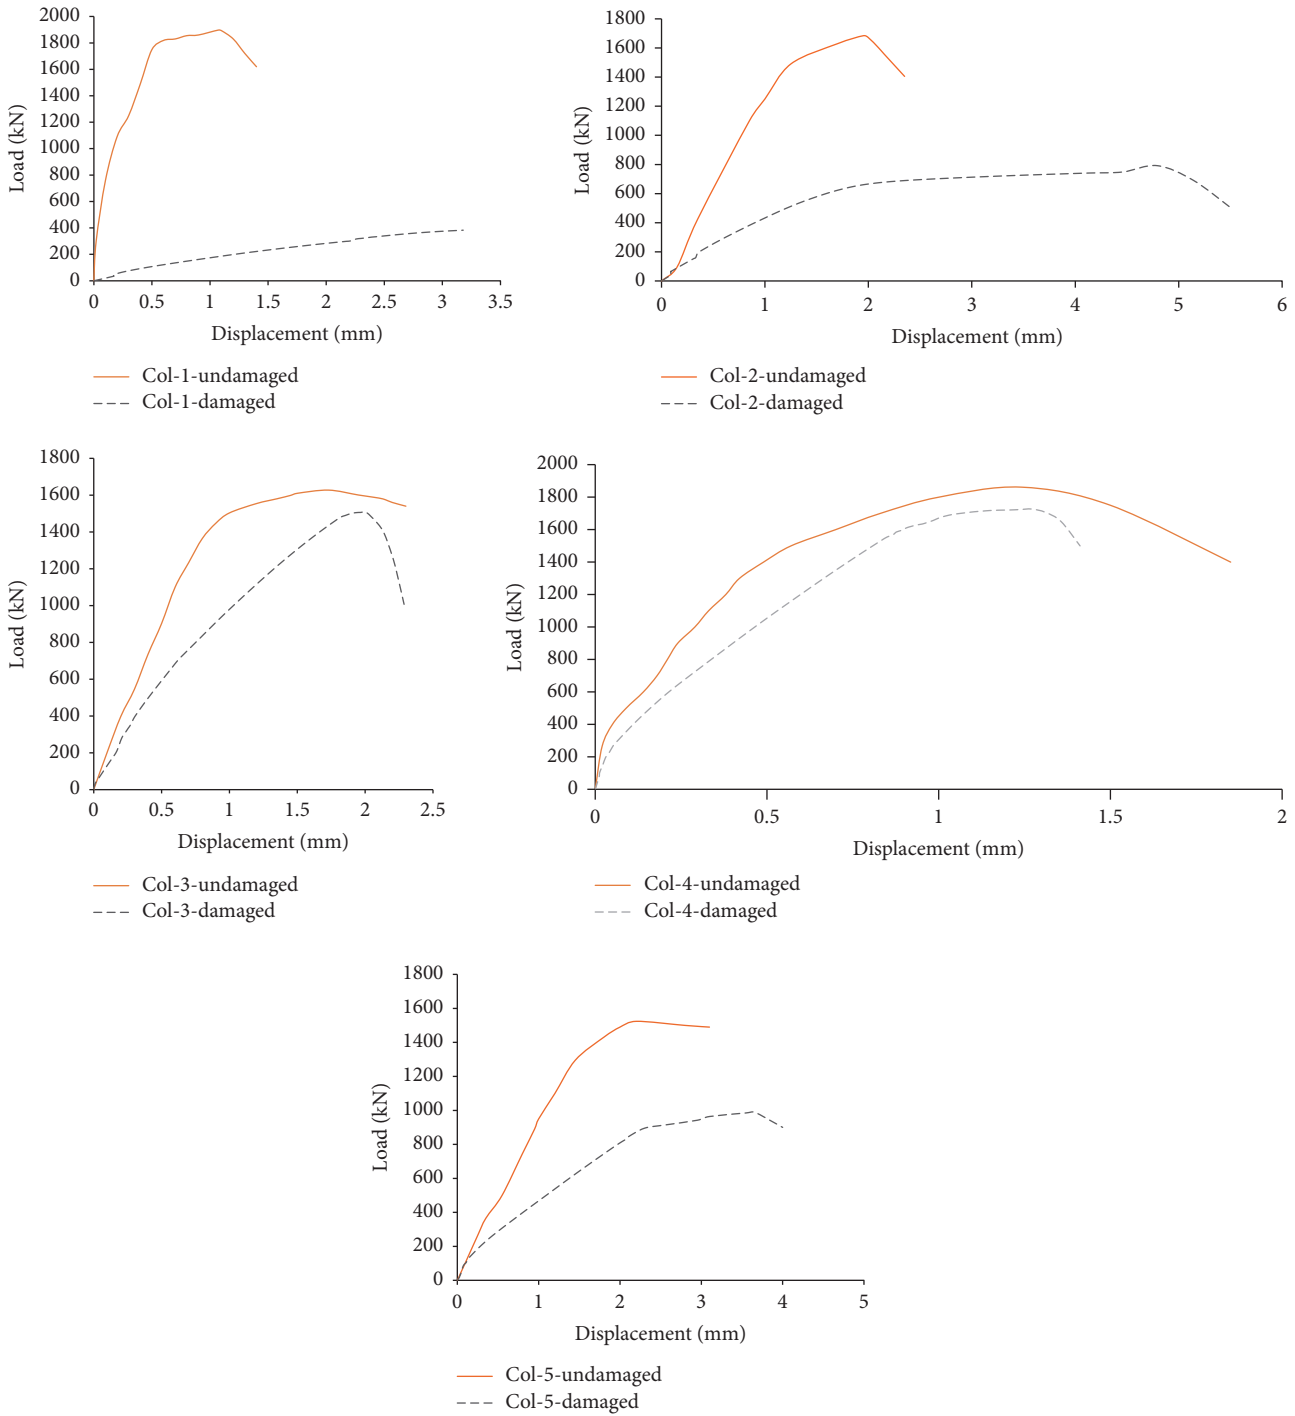 2000
1800
1600
1400
1200
1000
800
600
400
200
0
Load (kN)
0 0.5 1 1.5 2 2.5 3 3.5
Displacement (mm)
Col-1-undamaged
Col-1-damaged
1800
1600
1400
1200
1000
800
600
400
200
0
Load (kN)
0 1 2 3 4 5 6
Displacement (mm)
Col-2-undamaged
Col-2-damaged
1800
1600
1400
1200
1000
800
600
400
200
0
Load (kN)
0 0.5 1 1.5 2 2.5
Displacement (mm)
Col-3-undamaged
Col-3-damaged
2000
1800
1600
1400
1200
1000
800
600
400
200
0
Load (kN)
0 0.5 1 1.5 2
Displacement (mm)
Col-4-undamaged
Col-4-damaged
1800
1600
1400
1200
1000
800
600
400
200
0
Load (kN)
0 1 2 3 4 5
Displacement (mm)
Col-5-undamaged
Col-5-damaged